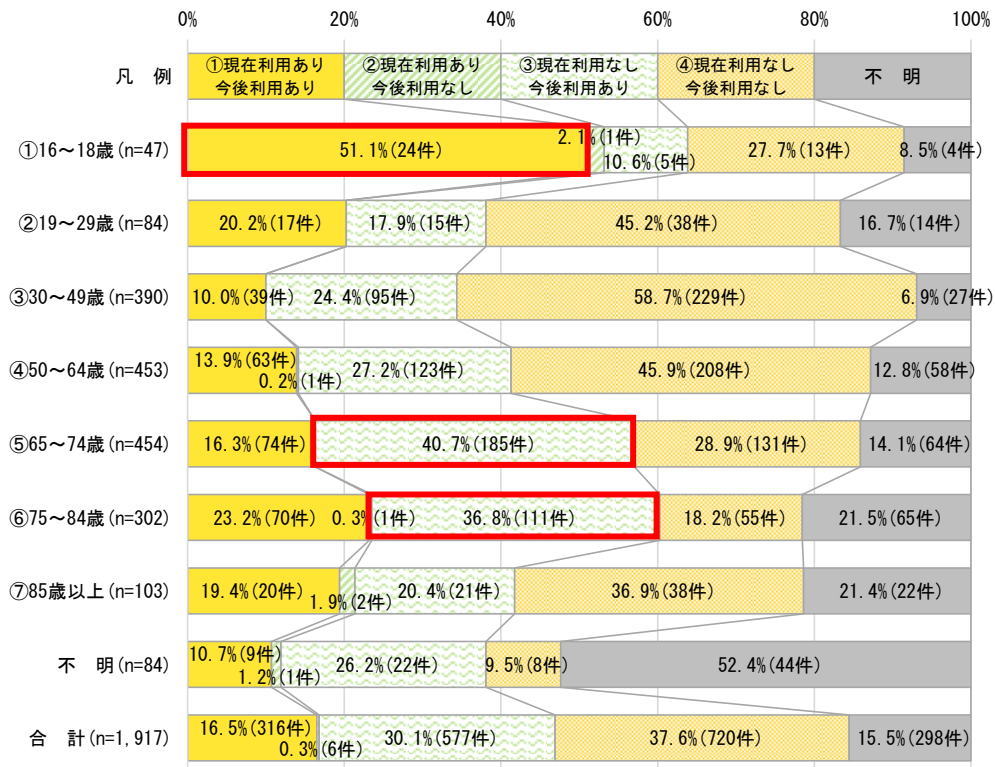 0% 20% 40% 60% 80% 100%
凡 例 ①現在利用あり 今後利用あり ②現在利用あり 今後利用なし ③現在利用なし 今後利用あり ④現在利用なし 今後利用なし 不 明
①16～18歳(n=47) 51.1%(24件) 2.1%(1件) 10.6%(5件) 27.7%(13件) 8.5%(4件)
②19～29歳(n=84) 20.2%(17件) 17.9%(15件) 45.2%(38件) 16.7%(14件)
③30～49歳(n=390) 10.0%(39件) 24.4%(95件) 58.7%(229件) 6.9%(27件)
④50～64歳(n=453) 13.9%(63件) 0.2%(1件) 27.2%(123件) 45.9%(208件) 12.8%(58件)
⑤65～74歳(n=454) 16.3%(74件) 40.7%(185件) 28.9%(131件) 14.1%(64件)
⑥75～84歳(n=302) 23.2%(70件) 0.3%(1件) 36.8%(111件) 18.2%(55件) 21.5%(65件)
⑦85歳以上(n=103) 19.4%(20件) 1.9%(2件) 20.4%(21件) 36.9%(38件) 21.4%(22件)
不 明(n=84) 10.7%(9件) 1.2%(1件) 26.2%(22件) 9.5%(8件) 52.4%(44件)
合 計(n=1,917) 16.5%(316件) 0.3%(6件) 30.1%(577件) 37.6%(720件) 15.5%(298件)